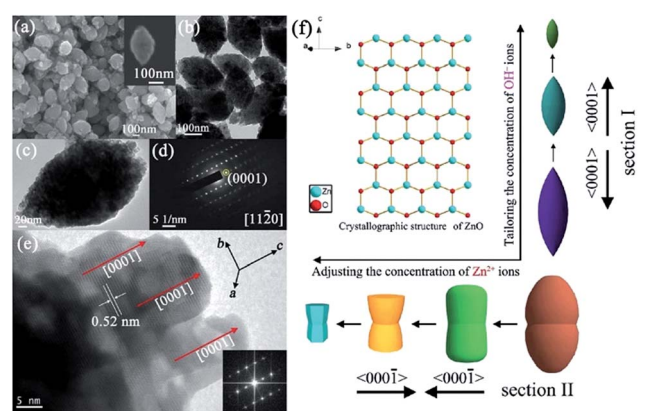 (a)
100nm
100nm
(b)
100nm
(c)
20nm
(d)
(0001)
5 1/nm
[112̄0]
(e)
[0001]
[0001]
[0001]
0.52 nm
b
c
a
5 nm
(f)
c
a
b
Zn
O
Crystallographic structure of ZnO
Tailoring the concentration of OH⁻ ions
<0001>
<0001>
section I
Adjusting the concentration of Zn²⁺ ions
<0001̄>
<0001̄>
section II